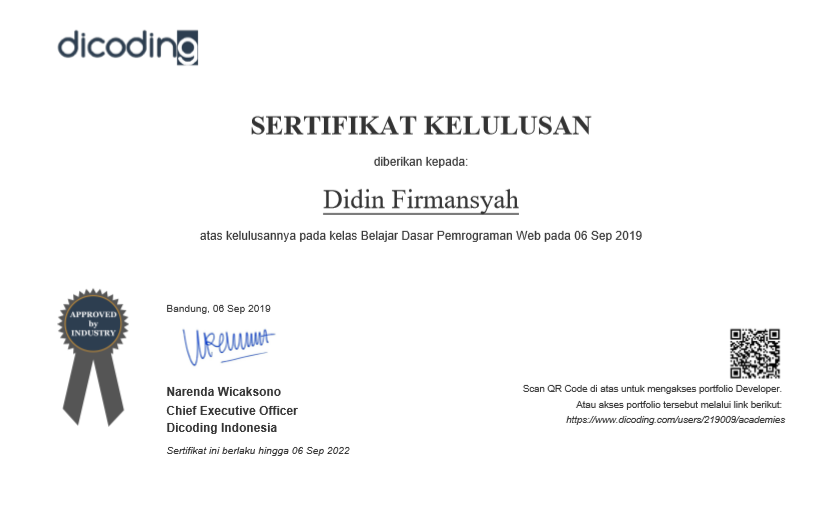 dicoding
SERTIFIKAT KELULUSAN
diberikan kepada:
Didin Firmansyah
atas kelulusannya pada kelas Belajar Dasar Pemrograman Web pada 06 Sep 2019
APPROVED
by
INDUSTRY
Bandung, 06 Sep 2019
Narenda Wicaksono
Chief Executive Officer
Dicoding Indonesia
Sertifikat ini berlaku hingga 06 Sep 2022
Scan QR Code di atas untuk mengakses portfolio Developer.
Atau akses portfolio tersebut melalui link berikut:
https://www.dicoding.com/users/219009/academies